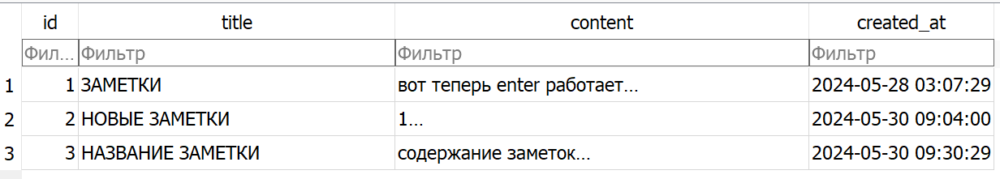 id title content created_at
Фил... Фильтр Фильтр Фильтр
1 1 ЗАМЕТКИ вот теперь enter работает... 2024-05-28 03:07:29
2 2 НОВЫЕ ЗАМЕТКИ 1... 2024-05-30 09:04:00
3 3 НАЗВАНИЕ ЗАМЕТКИ содержание заметок... 2024-05-30 09:30:29